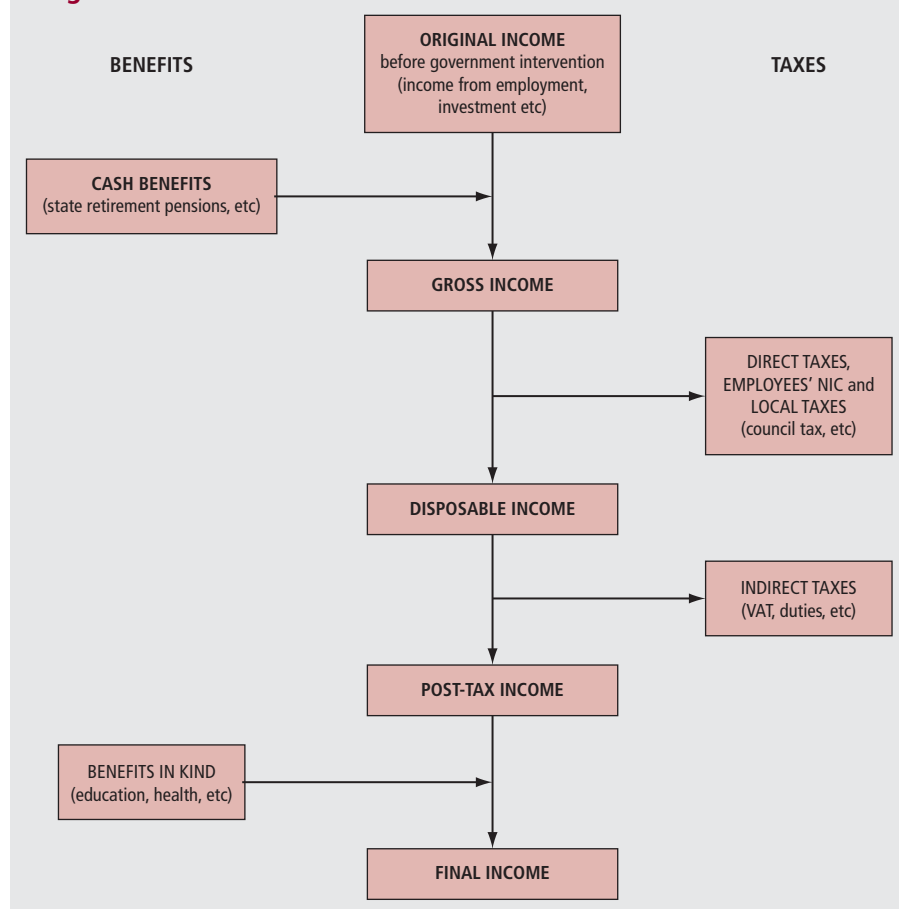 BENEFITS
ORIGINAL INCOME
before government intervention
(income from employment,
investment etc)
TAXES
CASH BENEFITS
(state retirement pensions, etc)
GROSS INCOME
DIRECT TAXES,
EMPLOYEES' NIC and
LOCAL TAXES
(council tax, etc)
DISPOSABLE INCOME
INDIRECT TAXES
(VAT, duties, etc)
POST-TAX INCOME
BENEFITS IN KIND
(education, health, etc)
FINAL INCOME